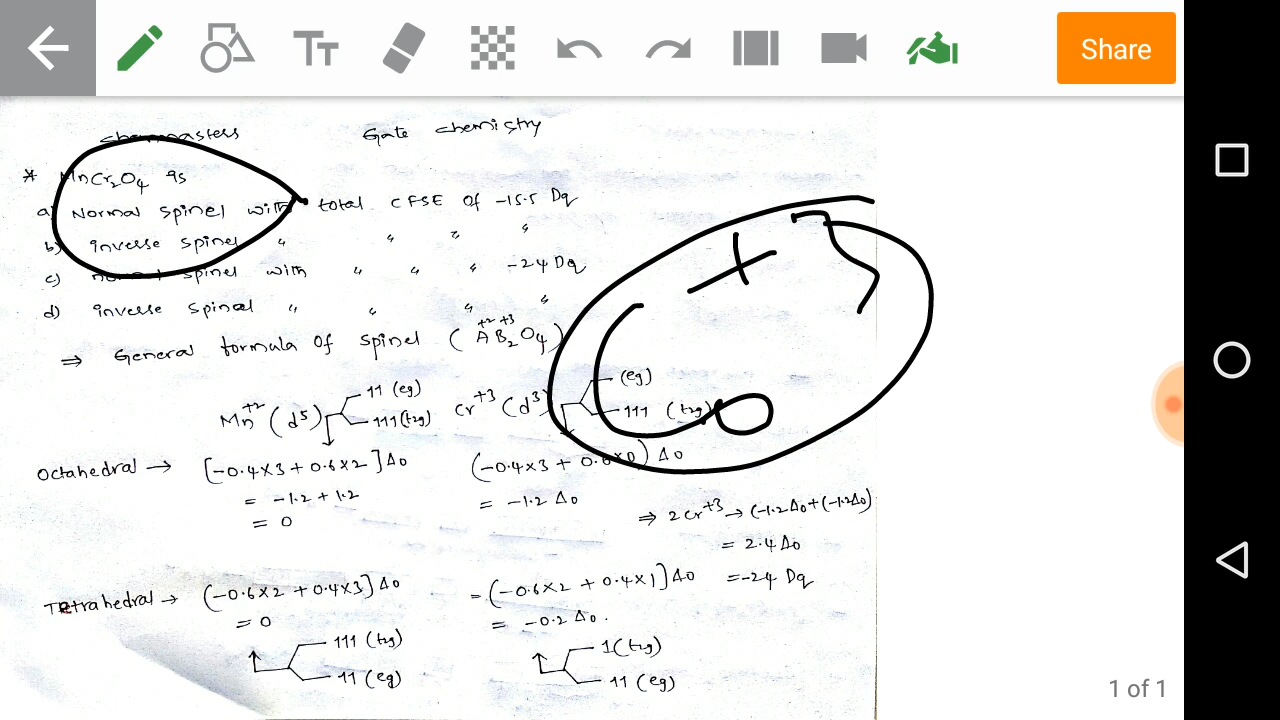 TT Share
chemmasters Gate chemistry
* MnCr₂O₄ is
a) Normal spinel with total CFSE of -15.5 Dq
b) inverse spinel " " " "
c) normal spinel with " " " -24 Dq
d) inverse spinel " " " "
⇒ General formula of spinel (A⁺²B₂⁺³O₄)
Mn⁺² (d⁵) 11 (eg) 111 (t₂g) Cr⁺³ (d³) (eg) 111 (t₂g)
Octahedral → [-0.4×3 + 0.6×2] Δo (-0.4×3 + 0.6×0) Δo
= -1.2 + 1.2 = -1.2 Δo
= 0 ⇒ 2Cr⁺³ → (-1.2Δo + (-1.2Δo)
= 2.4 Δo
Tetrahedral → (-0.6×2 + 0.4×3] Δo = (-0.6×2 + 0.4×1] Δo = -24 Dq
= 0 = -0.2 Δo.
111 (t₂g) 1 (t₂g)
11 (eg) 11 (eg)
1 of 1